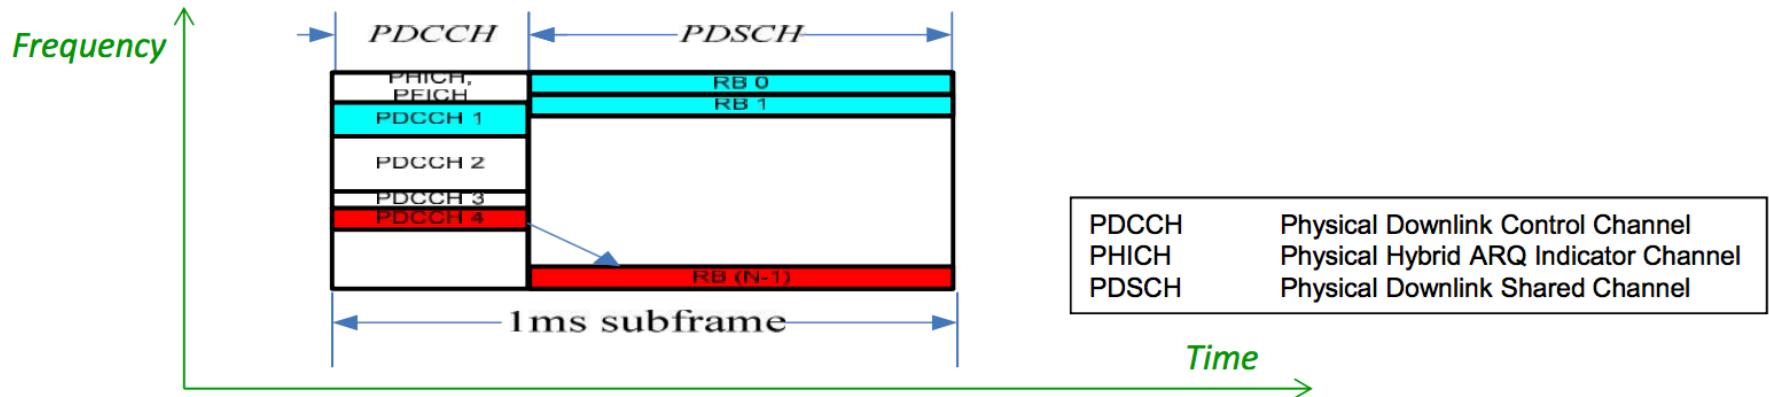 Frequency
PDCCH
PDSCH
PHICH,
PFICH
PDCCH 1
PDCCH 2
PDCCH 3
PDCCH 4
RB 0
RB 1
RB (N-1)
1ms subframe
Time
PDCCH Physical Downlink Control Channel
PHICH Physical Hybrid ARQ Indicator Channel
PDSCH Physical Downlink Shared Channel